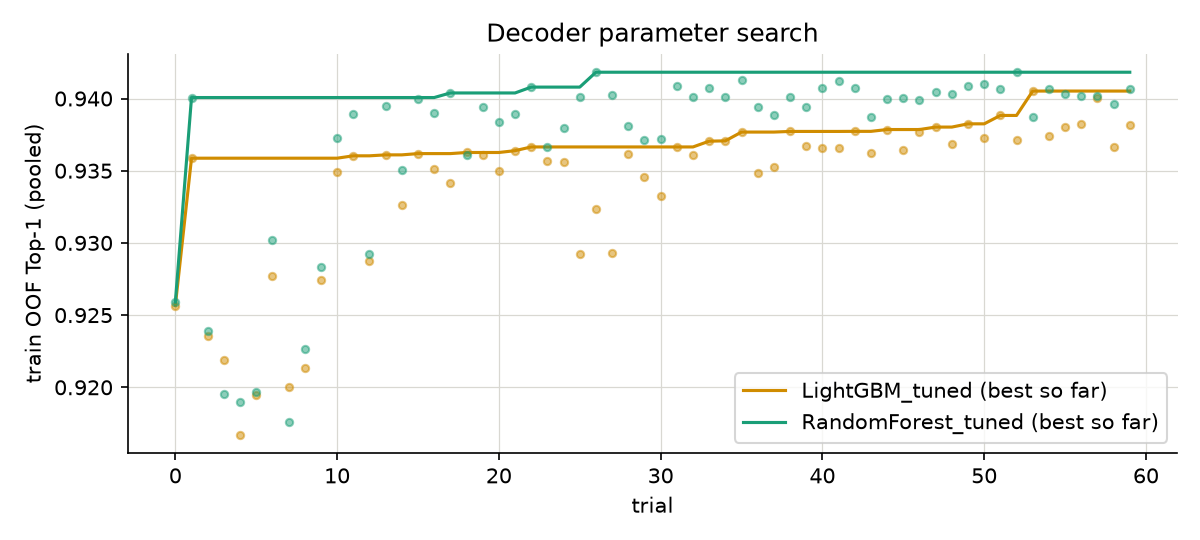 Decoder parameter search
train OOF Top-1 (pooled)
0.940
0.935
0.930
0.925
0.920
LightGBM_tuned (best so far)
RandomForest_tuned (best so far)
0
10
20
30
40
50
60
trial